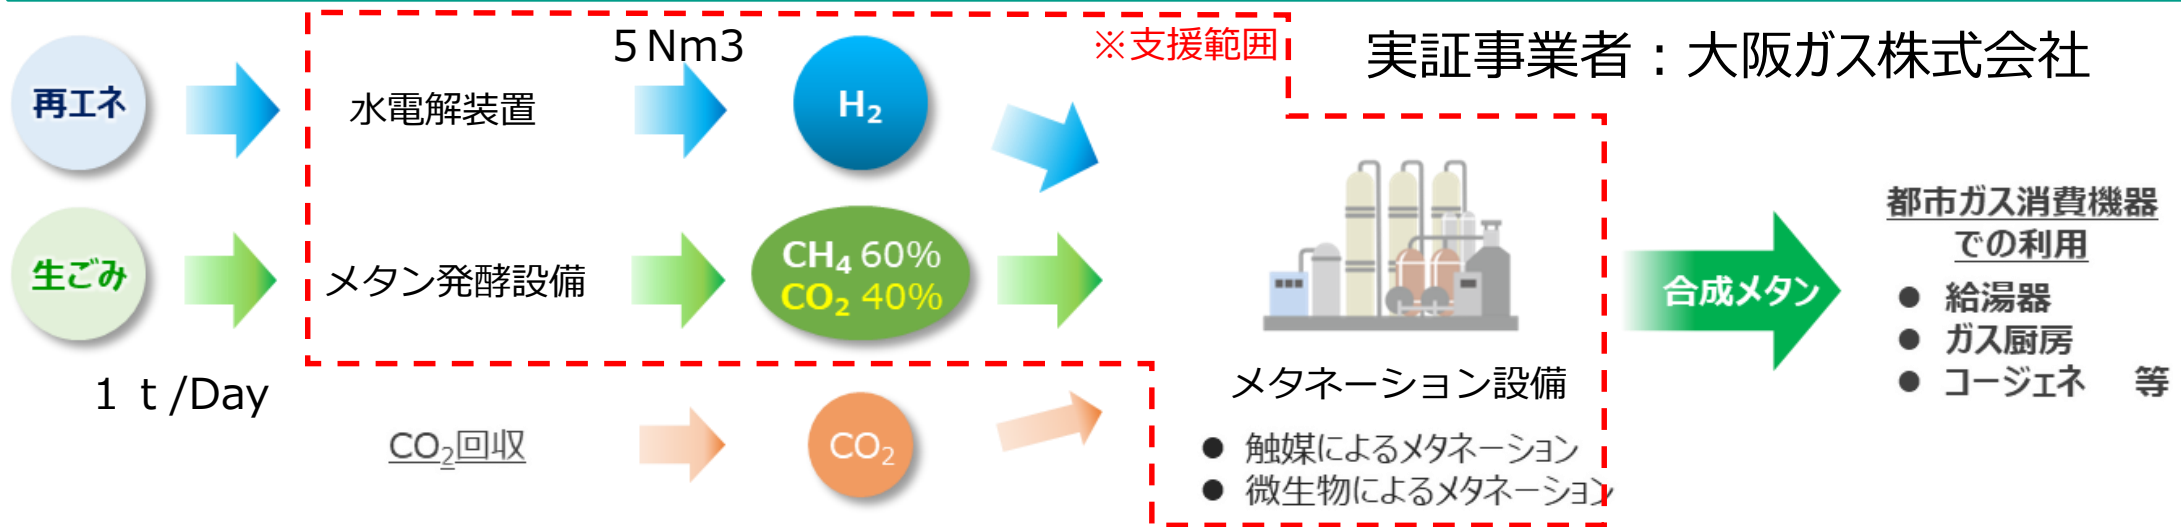 ５Nm3
※支援範囲
実証事業者：大阪ガス株式会社
再エネ
水電解装置
H₂
生ごみ
メタン発酵設備
CH₄ 60%
CO₂ 40%
１ｔ/Day
CO₂回収
CO₂
メタネーション設備
● 触媒によるメタネーション
● 微生物によるメタネーション
合成メタン
都市ガス消費機器
での利用
● 給湯器
● ガス厨房
● コージェネ　等